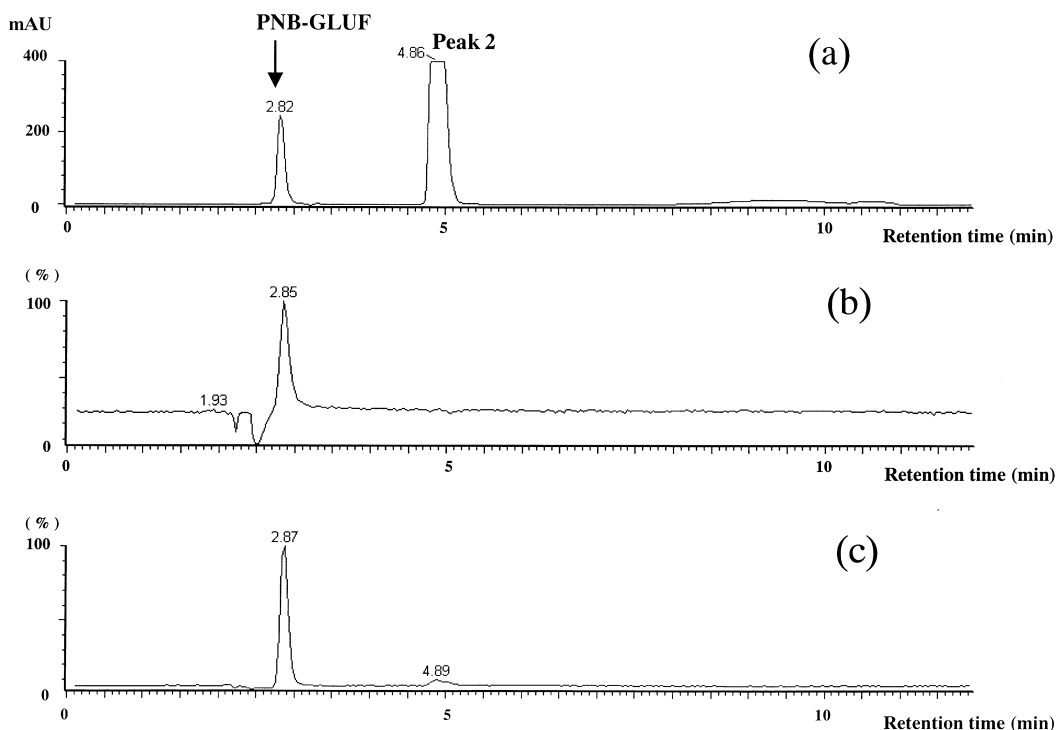 PNB-GLUF
mAU
Peak 2
(a)
4.86
400
2.82
200
0
0 5 10
Retention time (min)
( % )
100
2.85
(b)
1.93
0
0 5 10
Retention time (min)
( % )
100
2.87
(c)
4.89
0
0 5 10
Retention time (min)